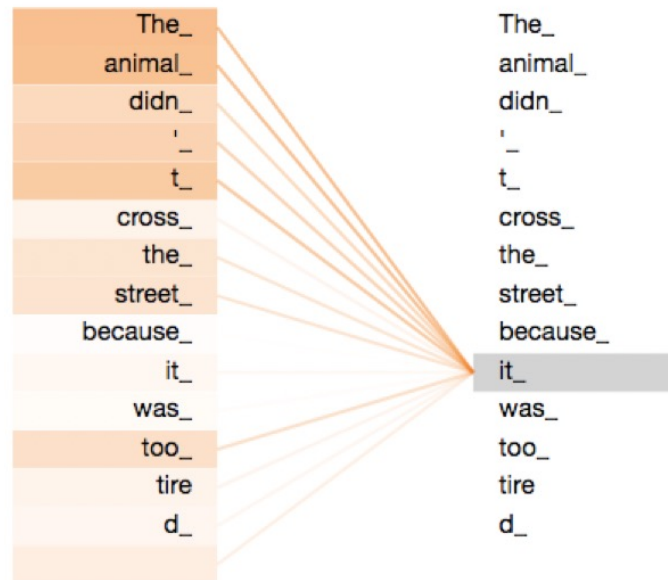 The_ The_
animal_ animal_
didn_ didn_
'_ '_
t_ t_
cross_ cross_
the_ the_
street_ street_
because_ because_
it_ it_
was_ was_
too_ too_
tire tire
d_ d_